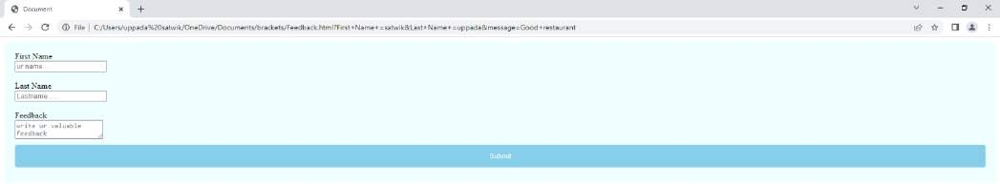 Document
File | C:/Users/uppada%20satwik/OneDrive/Documents/brackets/Feedback.html?First+Name+=satwik&Last+Name+=uppada&message=Good+restaurant
First Name
ur name...
Last Name
Lastname....
Feedback
write ur valuable
feedback
Submit